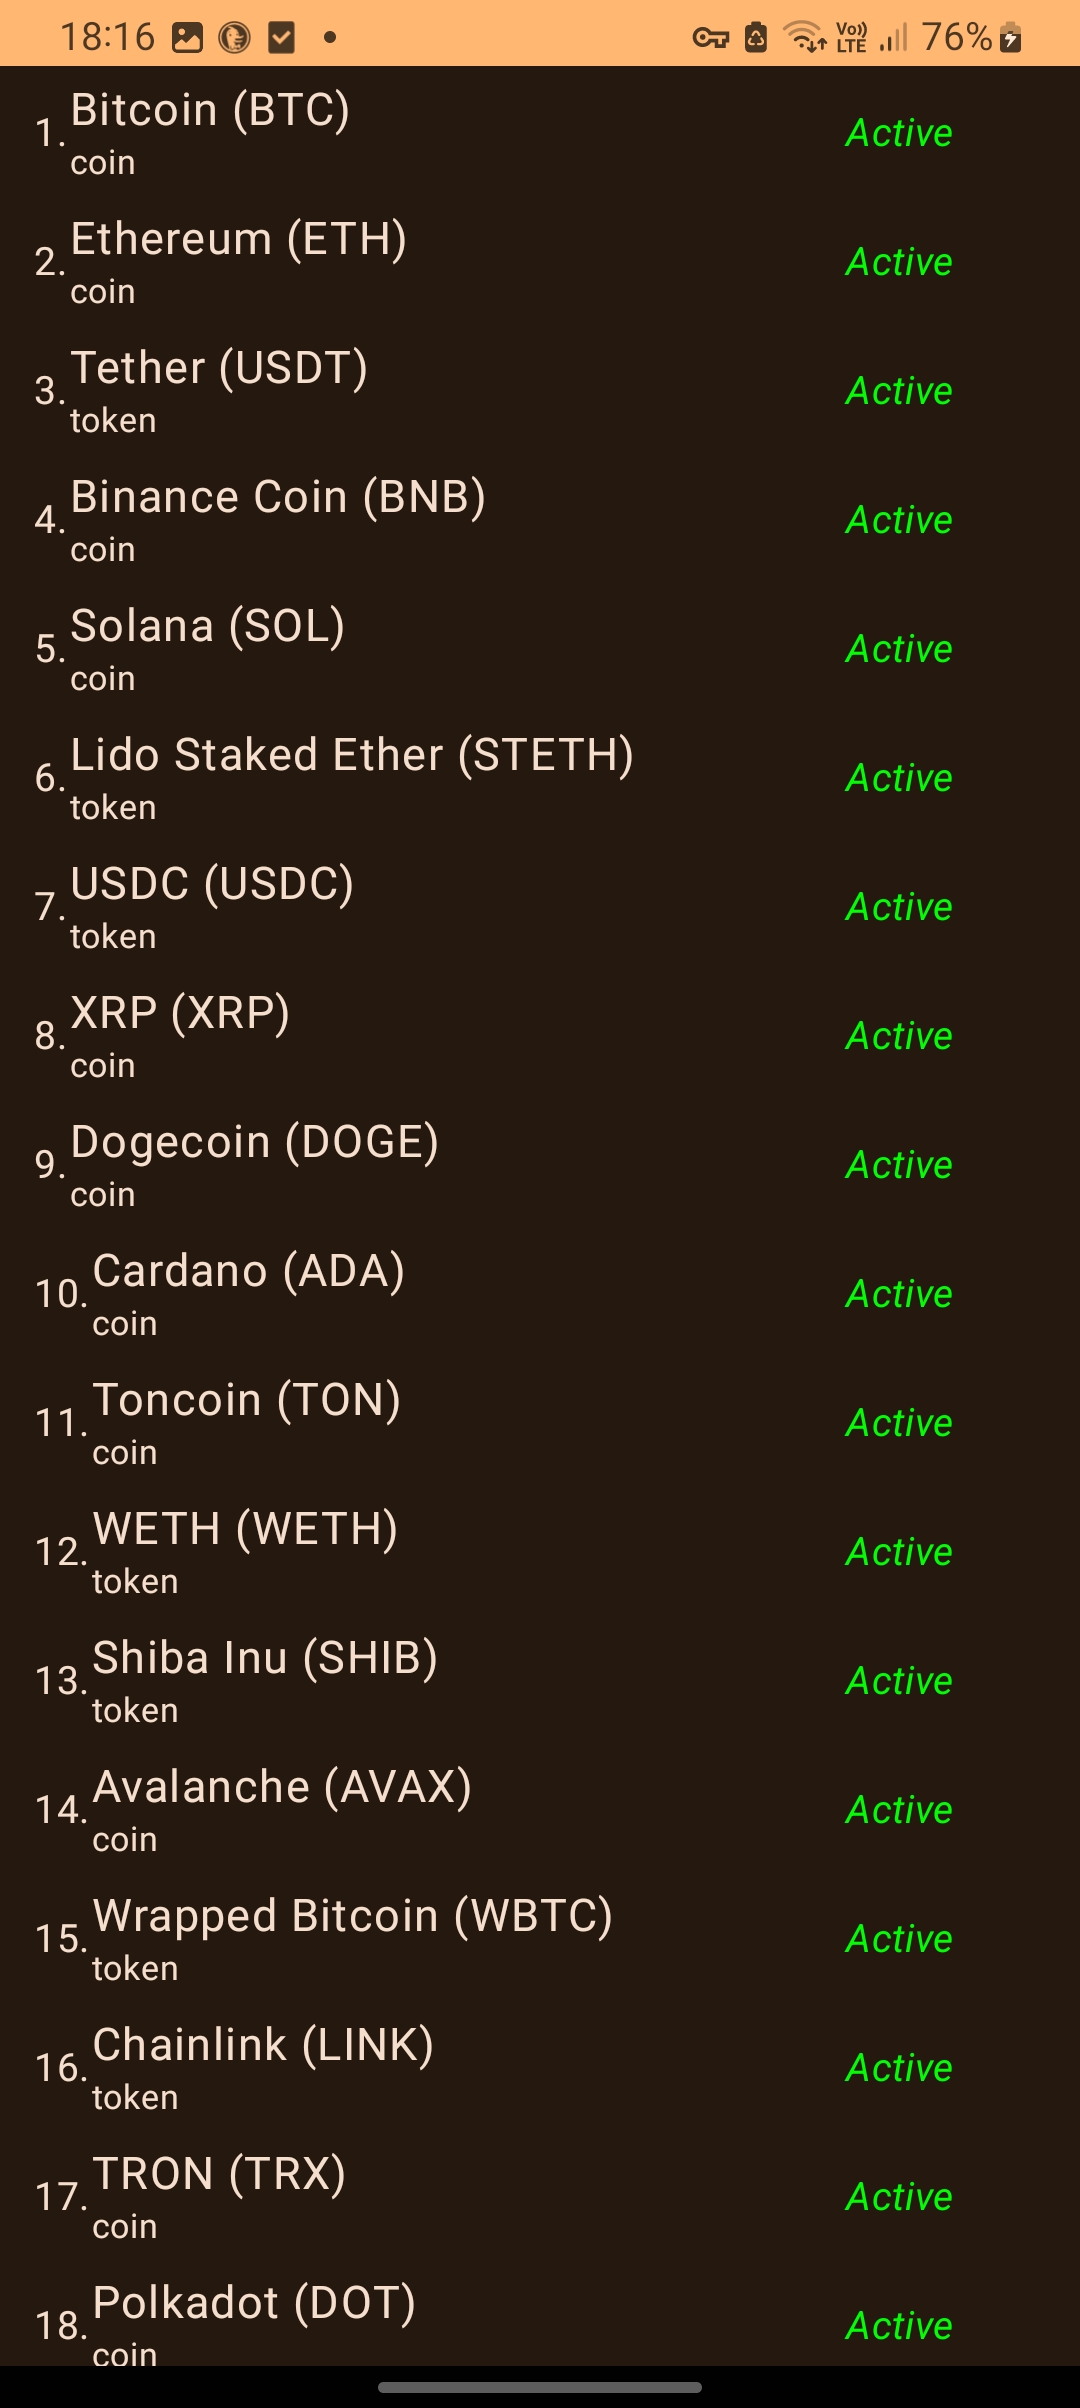 18:16 Vo)) LTE 76%
1. Bitcoin (BTC) Active
coin
2. Ethereum (ETH) Active
coin
3. Tether (USDT) Active
token
4. Binance Coin (BNB) Active
coin
5. Solana (SOL) Active
coin
6. Lido Staked Ether (STETH) Active
token
7. USDC (USDC) Active
token
8. XRP (XRP) Active
coin
9. Dogecoin (DOGE) Active
coin
10. Cardano (ADA) Active
coin
11. Toncoin (TON) Active
coin
12. WETH (WETH) Active
token
13. Shiba Inu (SHIB) Active
token
14. Avalanche (AVAX) Active
coin
15. Wrapped Bitcoin (WBTC) Active
token
16. Chainlink (LINK) Active
token
17. TRON (TRX) Active
coin
18. Polkadot (DOT) Active
coin